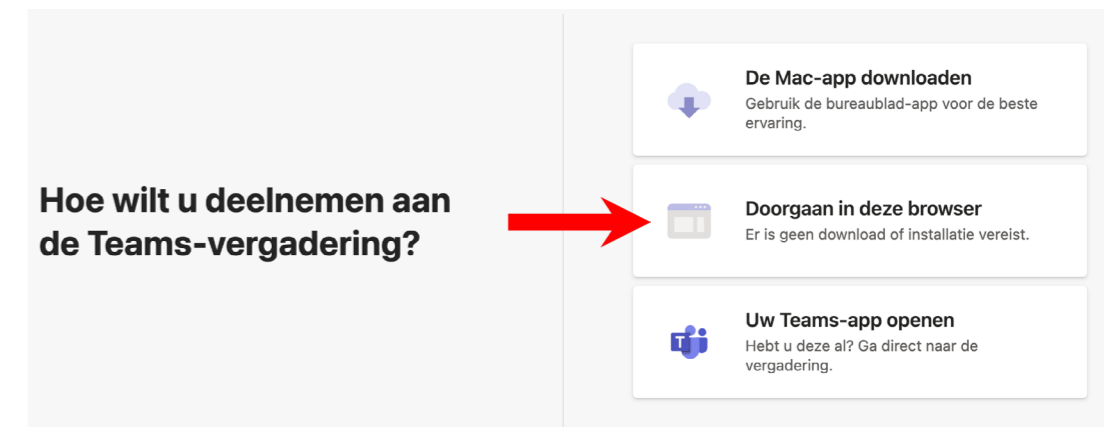 Hoe wilt u deelnemen aan
de Teams-vergadering?
De Mac-app downloaden
Gebruik de bureaublad-app voor de beste
ervaring.
Doorgaan in deze browser
Er is geen download of installatie vereist.
Uw Teams-app openen
Hebt u deze al? Ga direct naar de
vergadering.
T